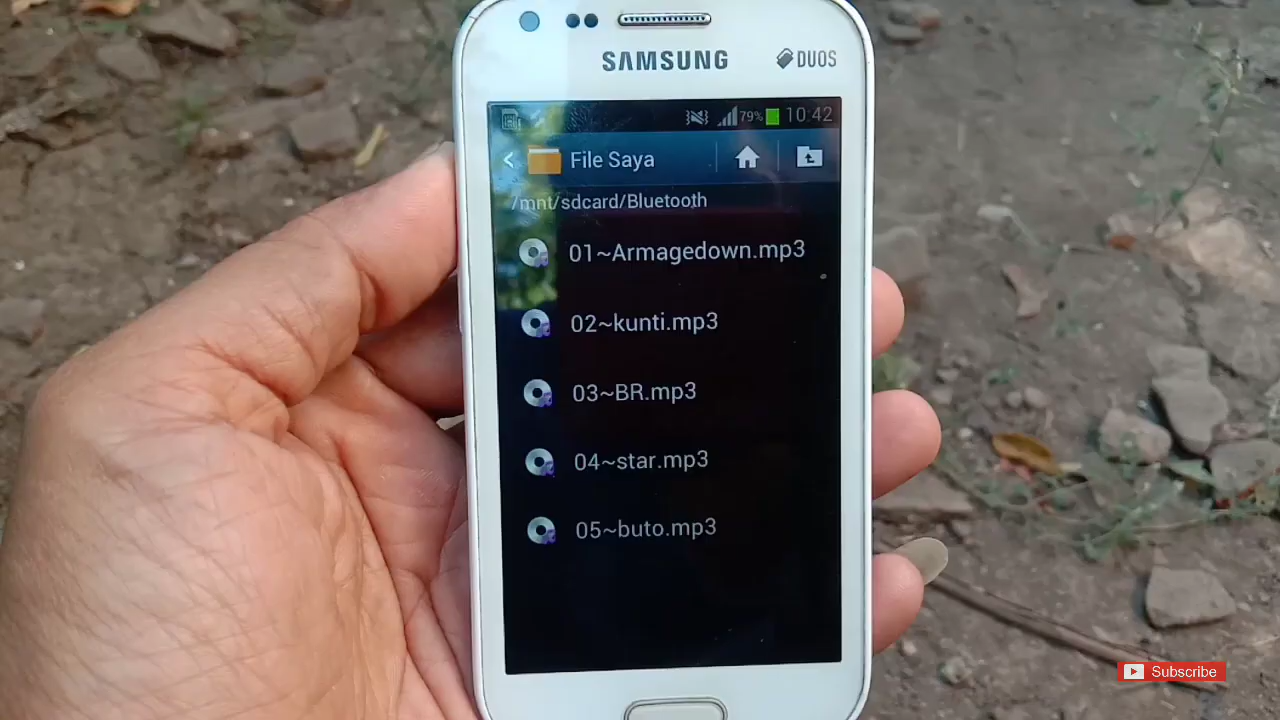 SAMSUNG
DUOS
79% 10:42
File Saya
/mnt/sdcard/Bluetooth
01~Armagedown.mp3
02~kunti.mp3
03~BR.mp3
04~star.mp3
05~buto.mp3
Subscribe